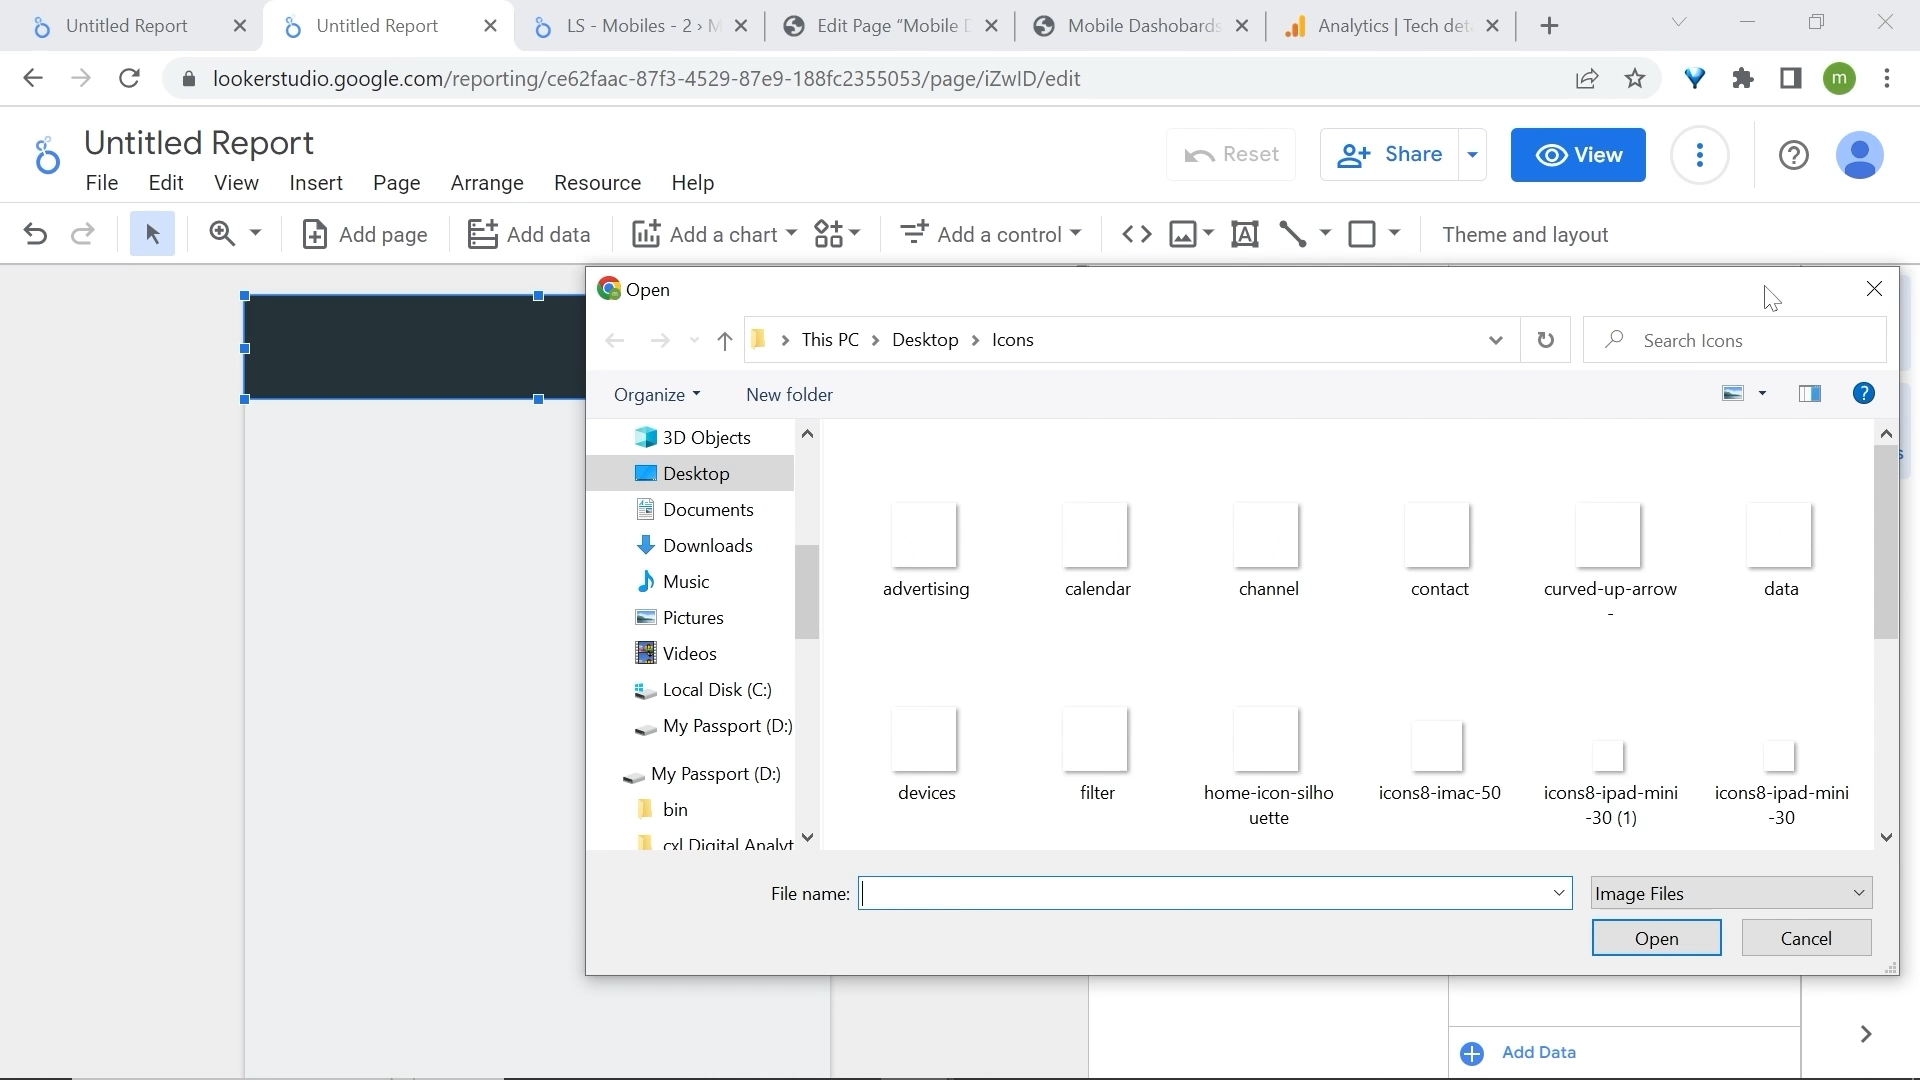 Untitled Report
Untitled Report
LS - Mobiles - 2 › M
Edit Page “Mobile D
Mobile Dashobards
Analytics | Tech det
lookerstudio.google.com/reporting/ce62faac-87f3-4529-87e9-188fc2355053/page/iZwID/edit
m
Untitled Report
Reset
Share
View
File Edit View Insert Page Arrange Resource Help
Add page
Add data
Add a chart
Add a control
Theme and layout
Open
This PC › Desktop › Icons
Search Icons
Organize
New folder
3D Objects
Desktop
Documents
Downloads
Music
Pictures
Videos
Local Disk (C:)
My Passport (D:)
My Passport (D:)
bin
cxl Digital Analyt
advertising
calendar
channel
contact
curved-up-arrow
-
data
devices
filter
home-icon-silho
uette
icons8-imac-50
icons8-ipad-mini
-30 (1)
icons8-ipad-mini
-30
File name:
Image Files
Open
Cancel
Add Data